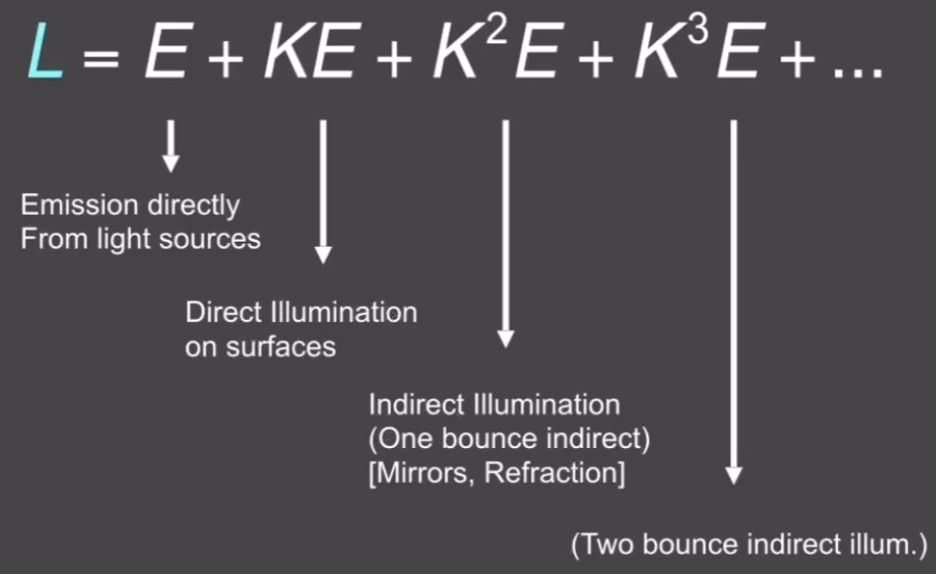 L = E + KE + K²E + K³E + ...
Emission directly
From light sources
Direct Illumination
on surfaces
Indirect Illumination
(One bounce indirect)
[Mirrors, Refraction]
(Two bounce indirect illum.)